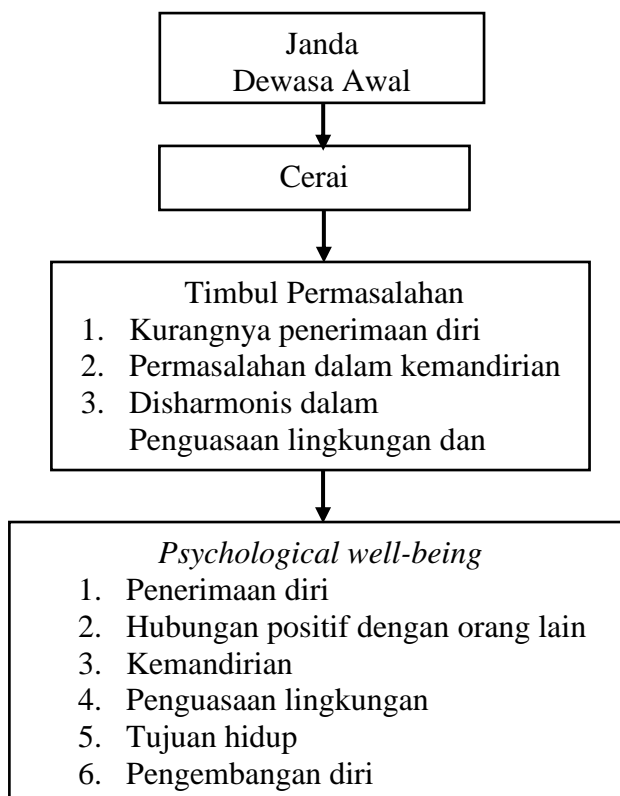 Janda
Dewasa Awal
Cerai
Timbul Permasalahan
1. Kurangnya penerimaan diri
2. Permasalahan dalam kemandirian
3. Disharmonis dalam
Penguasaan lingkungan dan
Psychological well-being
1. Penerimaan diri
2. Hubungan positif dengan orang lain
3. Kemandirian
4. Penguasaan lingkungan
5. Tujuan hidup
6. Pengembangan diri